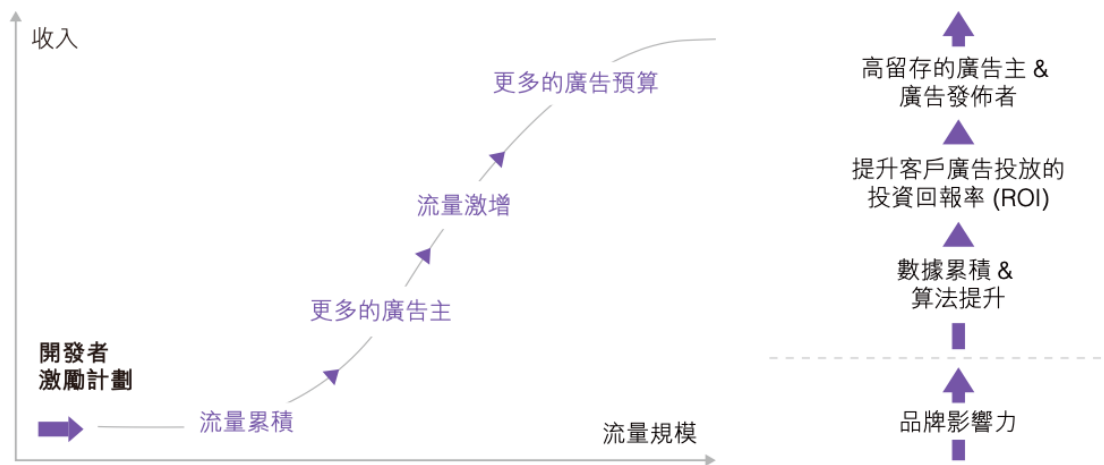 收入
更多的廣告預算
流量激增
更多的廣告主
開發者
激勵計劃
流量累積
流量規模
高留存的廣告主 &
廣告發佈者
提升客戶廣告投放的
投資回報率 (ROI)
數據累積 &
算法提升
品牌影響力